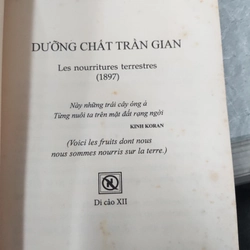 DƯỠNG CHẤT TRẦN GIAN
Les nourritures terrestres
(1897)
Này những trái cây ông à
Từng nuôi ta trên mặt đất rạng ngời
KINH KORAN
(Voici les fruits dont nous
nous sommes nourris sur la terre.)
Di cảo XII